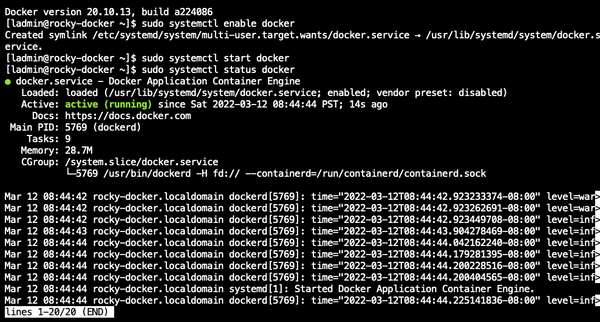 Docker version 20.10.13, build a224086
[ladmin@rocky-docker ~]$ sudo systemctl enable docker
Created symlink /etc/systemd/system/multi-user.target.wants/docker.service → /usr/lib/systemd/system/docker.s
ervice.
[ladmin@rocky-docker ~]$ sudo systemctl start docker
[ladmin@rocky-docker ~]$ sudo systemctl status docker
● docker.service - Docker Application Container Engine
Loaded: loaded (/usr/lib/systemd/system/docker.service; enabled; vendor preset: disabled)
Active: active (running) since Sat 2022-03-12 08:44:44 PST; 14s ago
Docs: https://docs.docker.com
Main PID: 5769 (dockerd)
Tasks: 9
Memory: 28.7M
CGroup: /system.slice/docker.service
└─5769 /usr/bin/dockerd -H fd:// --containerd=/run/containerd/containerd.sock
Mar 12 08:44:42 rocky-docker.localdomain dockerd[5769]: time="2022-03-12T08:44:42.923233374-08:00" level=war>
Mar 12 08:44:42 rocky-docker.localdomain dockerd[5769]: time="2022-03-12T08:44:42.923262691-08:00" level=war>
Mar 12 08:44:42 rocky-docker.localdomain dockerd[5769]: time="2022-03-12T08:44:42.923449708-08:00" level=inf>
Mar 12 08:44:43 rocky-docker.localdomain dockerd[5769]: time="2022-03-12T08:44:43.904278469-08:00" level=inf>
Mar 12 08:44:44 rocky-docker.localdomain dockerd[5769]: time="2022-03-12T08:44:44.042162240-08:00" level=inf>
Mar 12 08:44:44 rocky-docker.localdomain dockerd[5769]: time="2022-03-12T08:44:44.179281395-08:00" level=inf>
Mar 12 08:44:44 rocky-docker.localdomain dockerd[5769]: time="2022-03-12T08:44:44.200228516-08:00" level=inf>
Mar 12 08:44:44 rocky-docker.localdomain dockerd[5769]: time="2022-03-12T08:44:44.200404565-08:00" level=inf>
Mar 12 08:44:44 rocky-docker.localdomain systemd[1]: Started Docker Application Container Engine.
Mar 12 08:44:44 rocky-docker.localdomain dockerd[5769]: time="2022-03-12T08:44:44.225141836-08:00" level=inf>
lines 1-20/20 (END)